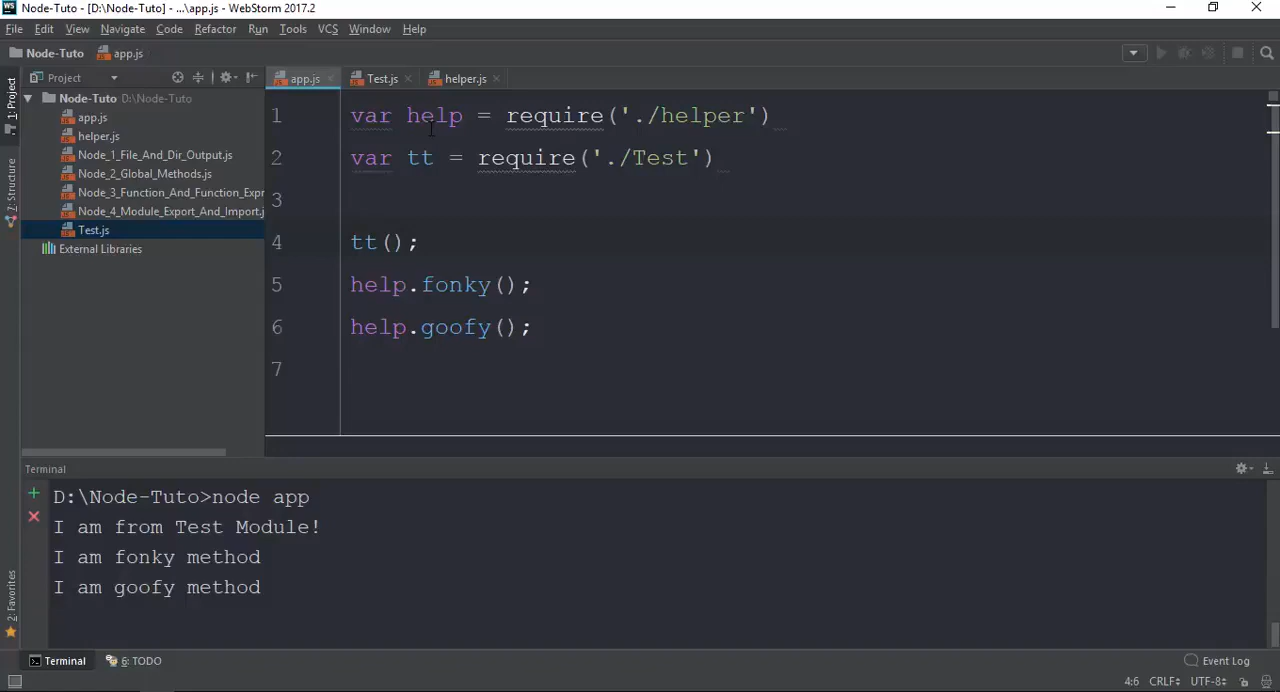 WS Node-Tuto - [D:\Node-Tuto] - ...\app.js - WebStorm 2017.2
File Edit View Navigate Code Refactor Run Tools VCS Window Help
Node-Tuto app.js
1: Project
Project
app.js Test.js helper.js
Node-Tuto D:\Node-Tuto
app.js
helper.js
Node_1_File_And_Dir_Output.js
Node_2_Global_Methods.js
Node_3_Function_And_Function_Expr
Node_4_Module_Export_And_Import.j
Test.js
External Libraries
7: Structure
1 var help = require('./helper')
2 var tt = require('./Test')
3
4 tt();
5 help.fonky();
6 help.goofy();
7
Terminal
D:\Node-Tuto>node app
I am from Test Module!
I am fonky method
I am goofy method
2: Favorites
Terminal 6: TODO Event Log
4:6 CRLF UTF-8